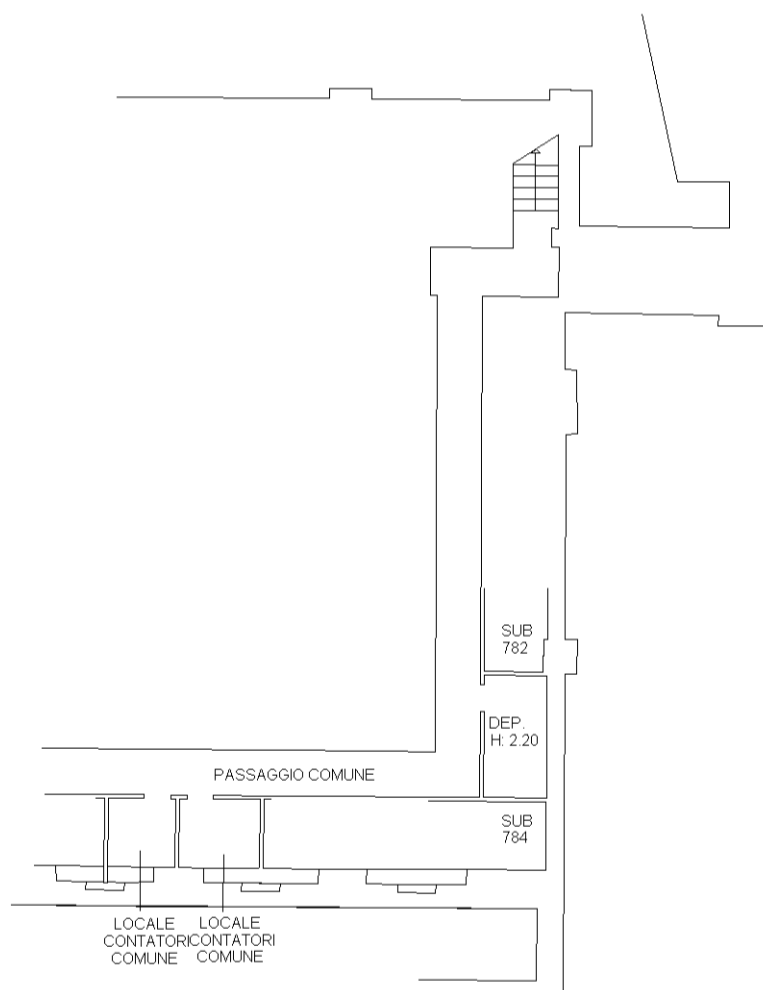 SUB
782
DEP.
H: 2.20
PASSAGGIO COMUNE
SUB
784
LOCALE
CONTATORI
COMUNE
LOCALE
CONTATORI
COMUNE